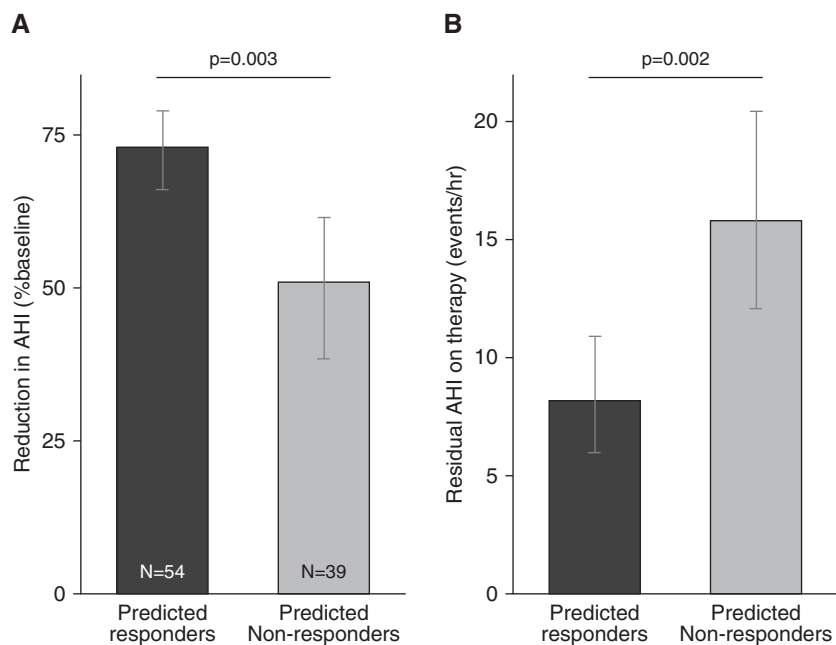 A
p=0.003
Reduction in AHI (%baseline)
75
50
25
0
N=54
N=39
Predicted
responders
Predicted
Non-responders
B
p=0.002
Residual AHI on therapy (events/hr)
20
15
10
5
0
Predicted
responders
Predicted
Non-responders